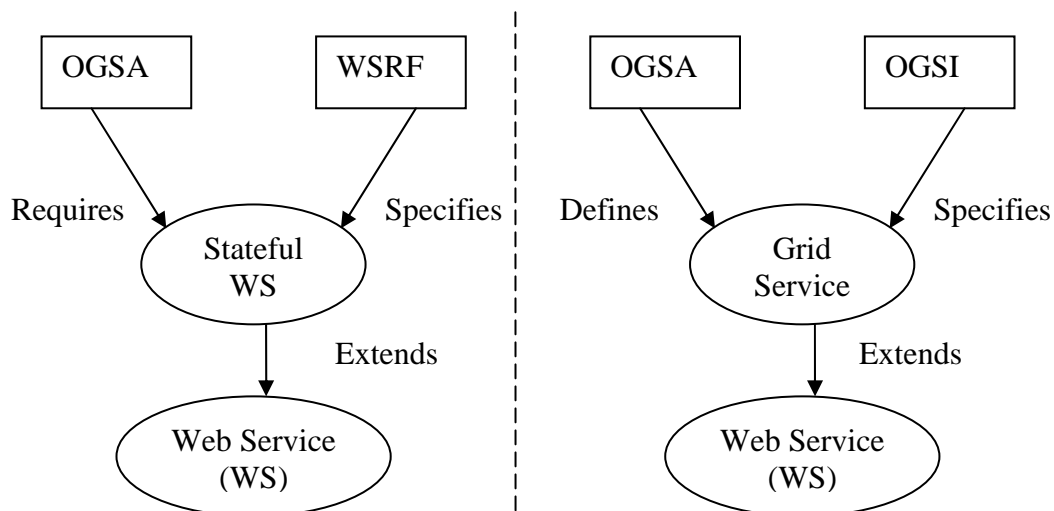 OGSA
WSRF
Requires
Specifies
Stateful
WS
Extends
Web Service
(WS)
OGSA
OGSI
Defines
Specifies
Grid
Service
Extends
Web Service
(WS)